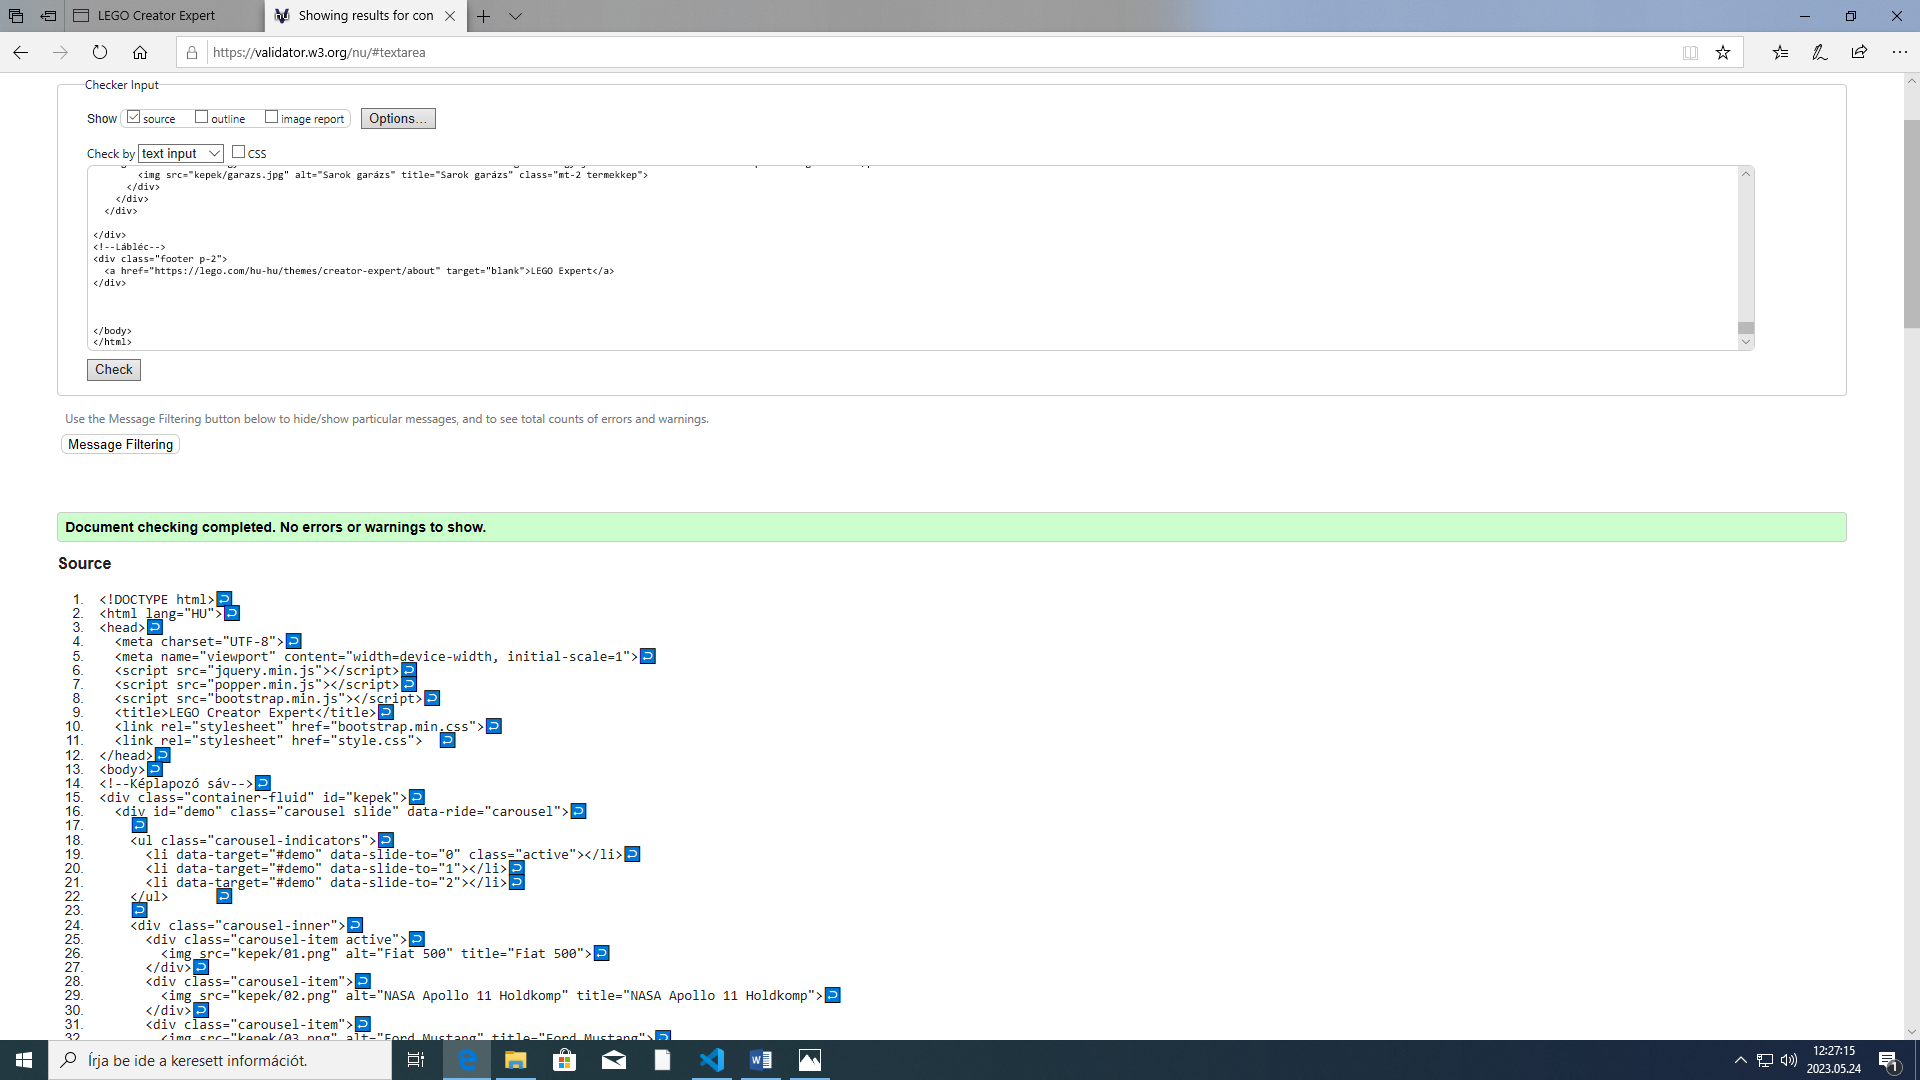 LEGO Creator Expert
Showing results for con
https://validator.w3.org/nu/#textarea
Checker Input
Show source outline image report Options...
Check by text input CSS
<img src="kepek/garazs.jpg" alt="Sarok garázs" title="Sarok garázs" class="mt-2 termekkep">
</div>
</div>
</div>
</div>
<!--Lábléc-->
<div class="footer p-2">
<a href="https://lego.com/hu-hu/themes/creator-expert/about" target="blank">LEGO Expert</a>
</div>
</body>
</html>
Check
Use the Message Filtering button below to hide/show particular messages, and to see total counts of errors and warnings.
Message Filtering
Document checking completed. No errors or warnings to show.
Source
1. <!DOCTYPE html>
2. <html lang="HU">
3. <head>
4. <meta charset="UTF-8">
5. <meta name="viewport" content="width=device-width, initial-scale=1">
6. <script src="jquery.min.js"></script>
7. <script src="popper.min.js"></script>
8. <script src="bootstrap.min.js"></script>
9. <title>LEGO Creator Expert</title>
10. <link rel="stylesheet" href="bootstrap.min.css">
11. <link rel="stylesheet" href="style.css">
12. </head>
13. <body>
14. <!--Képlapozó sáv-->
15. <div class="container-fluid" id="kepek">
16. <div id="demo" class="carousel slide" data-ride="carousel">
17.
18. <ul class="carousel-indicators">
19. <li data-target="#demo" data-slide-to="0" class="active"></li>
20. <li data-target="#demo" data-slide-to="1"></li>
21. <li data-target="#demo" data-slide-to="2"></li>
22. </ul>
23.
24. <div class="carousel-inner">
25. <div class="carousel-item active">
26. <img src="kepek/01.png" alt="Fiat 500" title="Fiat 500">
27. </div>
28. <div class="carousel-item">
29. <img src="kepek/02.png" alt="NASA Apollo 11 Holdkomp" title="NASA Apollo 11 Holdkomp">
30. </div>
31. <div class="carousel-item">
32. <img src="kepek/03.png" alt="Ford Mustang" title="Ford Mustang">
Írja be ide a keresett információt.
12:27:15
2023.05.24
1